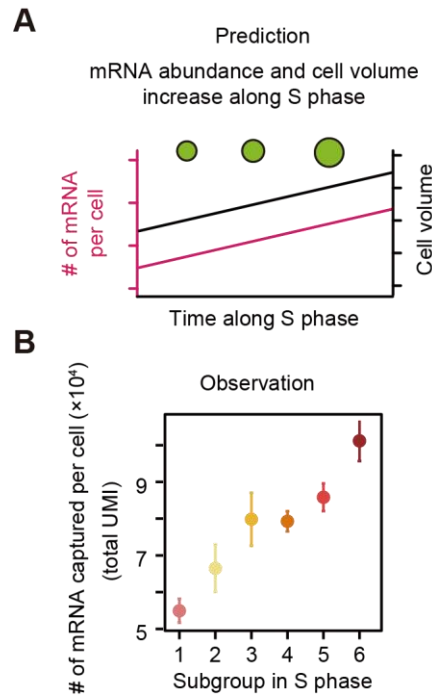 A
Prediction
mRNA abundance and cell volume
increase along S phase
# of mRNA
per cell
Cell volume
Time along S phase
B
Observation
# of mRNA captured per cell (×10⁴)
(total UMI)
9
7
5
1 2 3 4 5 6
Subgroup in S phase